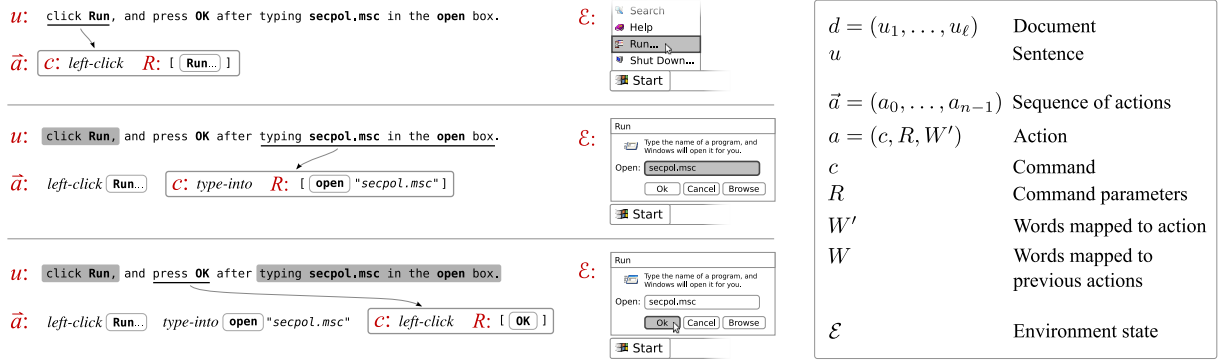 u: click Run, and press OK after typing secpol.msc in the open box.
a⃗: c: left-click R: [ Run... ]
ℰ:
Search
Help
Run...
Shut Down...
Start
u: click Run, and press OK after typing secpol.msc in the open box.
a⃗: left-click Run... c: type-into R: [ open "secpol.msc" ]
ℰ:
Run
Type the name of a program, and
Windows will open it for you.
Open: secpol.msc
Ok Cancel Browse
Start
u: click Run, and press OK after typing secpol.msc in the open box.
a⃗: left-click Run... type-into open "secpol.msc" c: left-click R: [ OK ]
ℰ:
Run
Type the name of a program, and
Windows will open it for you.
Open: secpol.msc
Ok Cancel Browse
Start
d = (u₁, . . . , uℓ) Document
u Sentence
a⃗ = (a₀, . . . , aₙ₋₁) Sequence of actions
a = (c, R, W′) Action
c Command
R Command parameters
W′ Words mapped to action
W Words mapped to
previous actions
ℰ Environment state